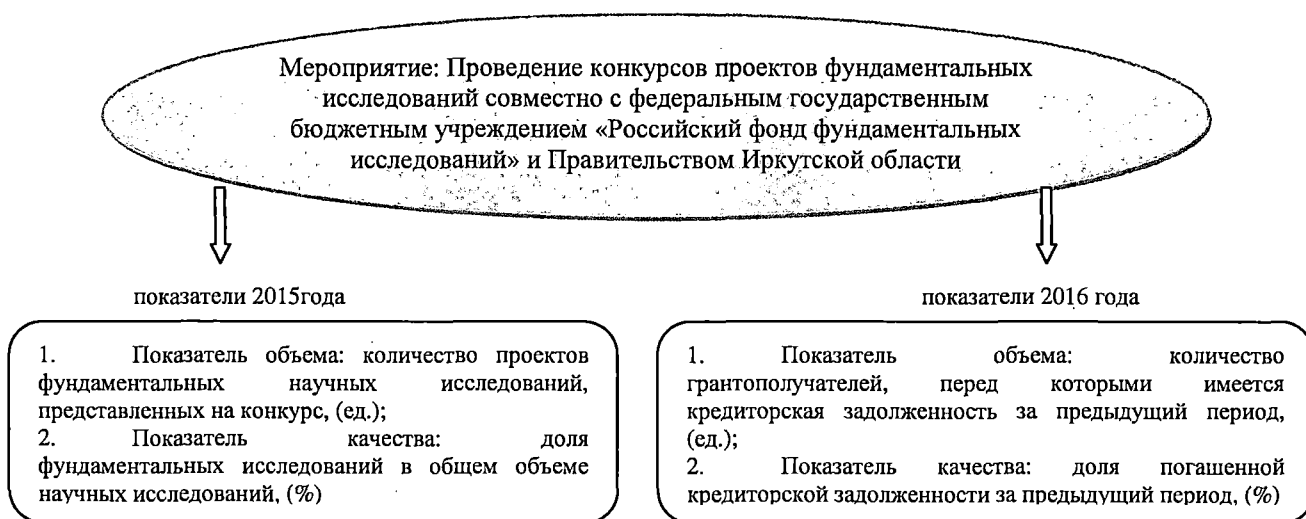 Мероприятие: Проведение конкурсов проектов фундаментальных
исследований совместно с федеральным государственным
бюджетным учреждением «Российский фонд фундаментальных
исследований» и Правительством Иркутской области
показатели 2015года
показатели 2016 года
1. Показатель объема: количество проектов
фундаментальных научных исследований,
представленных на конкурс, (ед.);
2. Показатель качества: доля
фундаментальных исследований в общем объеме
научных исследований, (%)
1. Показатель объема: количество
грантополучателей, перед которыми имеется
кредиторская задолженность за предыдущий период,
(ед.);
2. Показатель качества: доля погашенной
кредиторской задолженности за предыдущий период, (%)